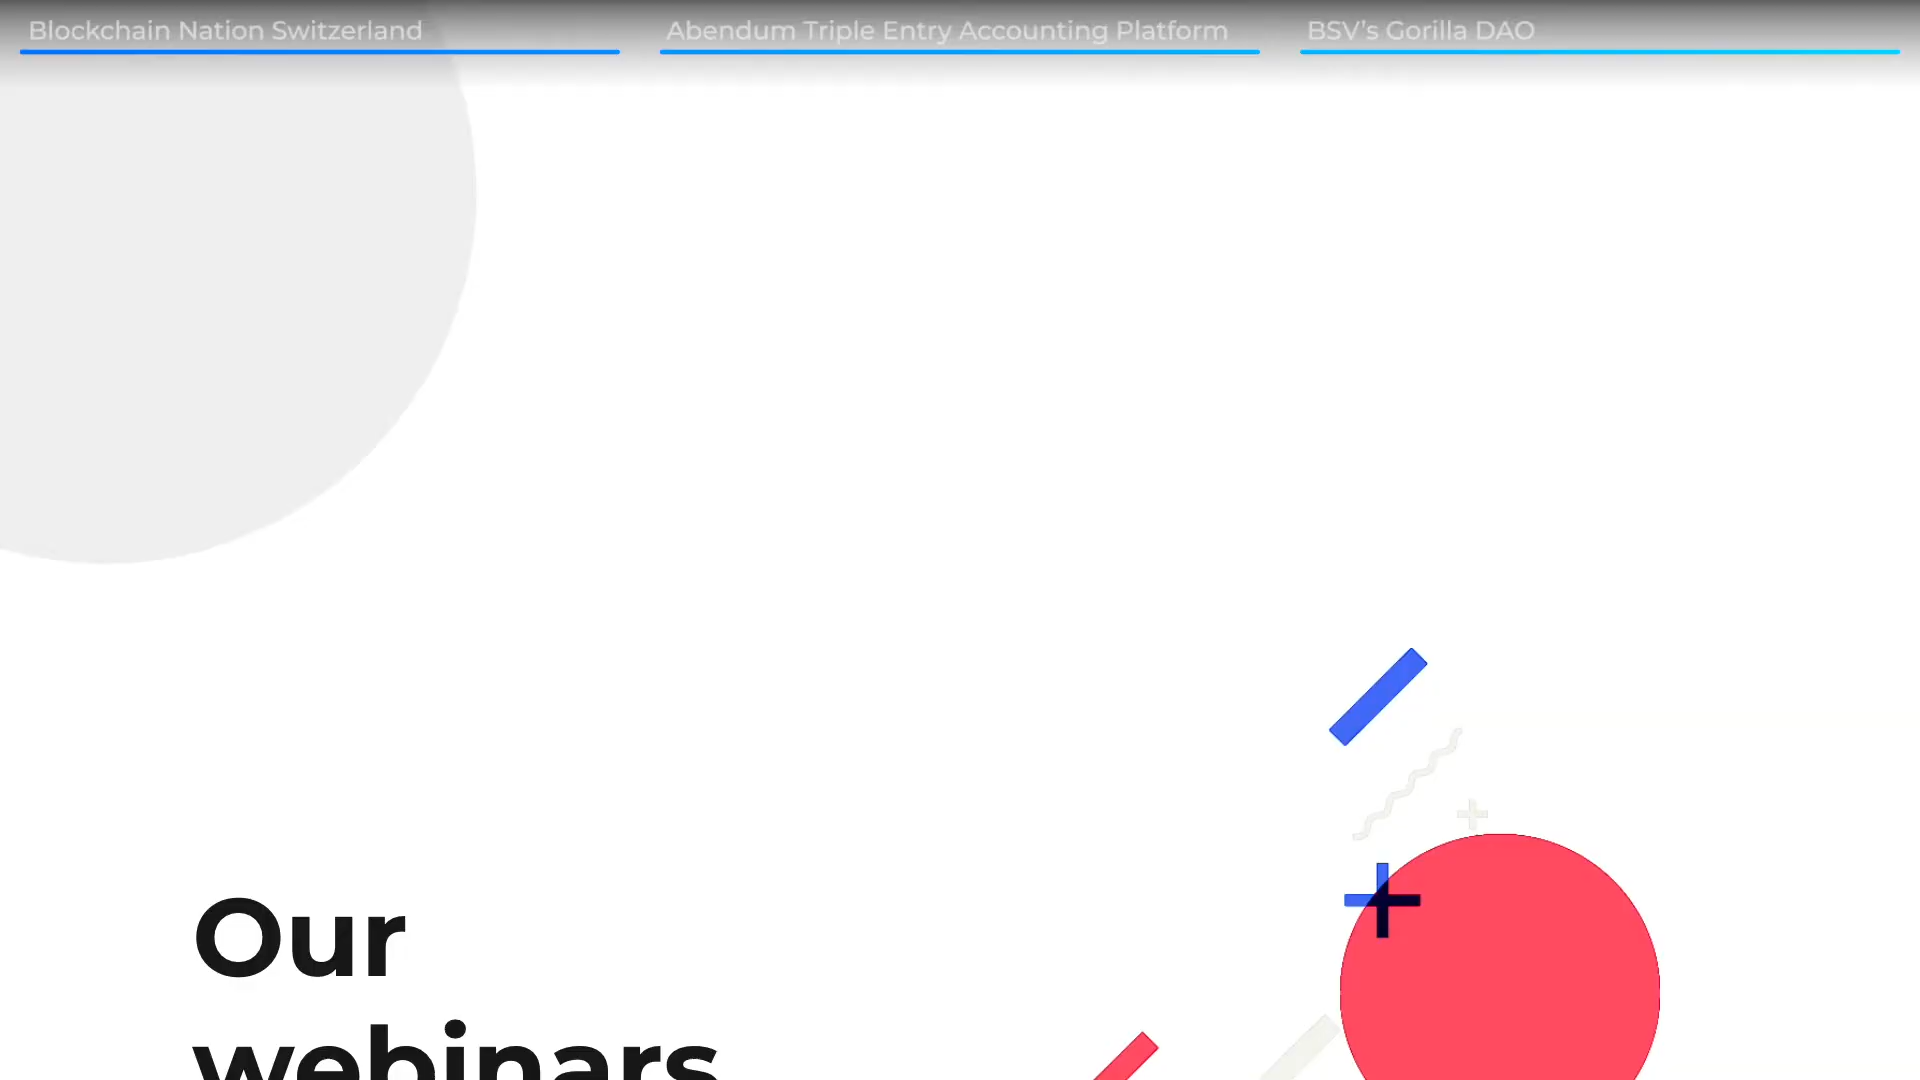 Blockchain Nation Switzerland
Abendum Triple Entry Accounting Platform
BSV’s Gorilla DAO
Our
webinars